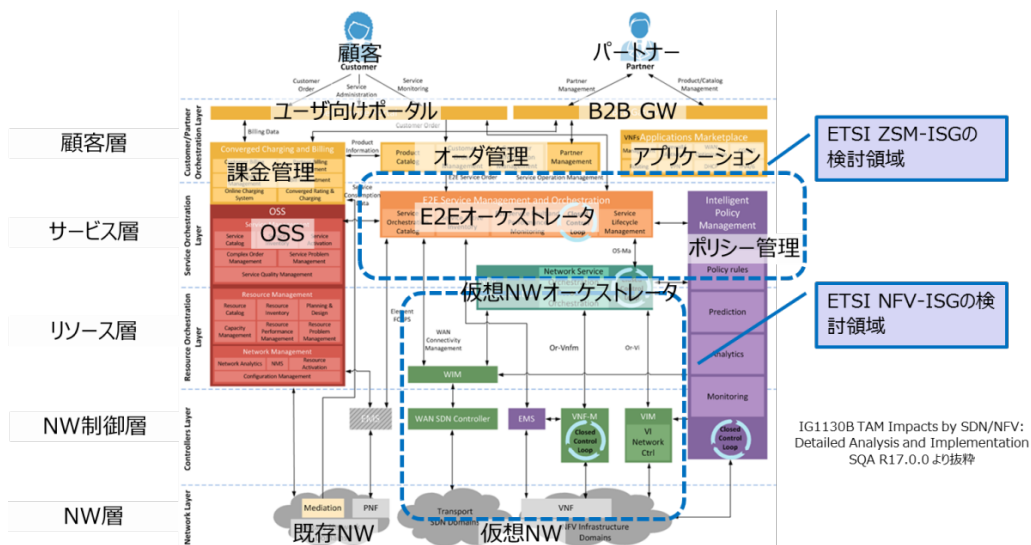 顧客
Customer
パートナー
Partner
Customer
Order
Service
Administration
Service
Monitoring
Partner
Management
Product/Catalog
Management
ユーザ向けポータル
B2B GW
顧客層
Customer/Partner
Orchestration Layer
Billing Data
Customer Order
Product
Information
Converged Charging and Billing
課金管理
Online Charging
System
Converged Rating &
Charging
Product
Catalog
オーダ管理
Partner
Management
VNFs
Applications Marketplace
アプリケーション
ETSI ZSM-ISGの
検討領域
E2E Service Order
Service Operation Management
Service
Consumption
サービス層
Service Orchestration
Layer
OSS
OSS
Service
Catalog
Activation
Complex Order
Management
Service Problem
Management
Service Quality Management
E2E Service Management and Orchestration
Service
Orchestration
Catalog
E2Eオーケストレータ
Inventory
Monitoring
Closed
Control
Loop
Service
Lifecycle
Management
OS-Ma
Intelligent
Policy
Management
ポリシー管理
Policy rules
Network Service
仮想NWオーケストレータ
Orchestration
リソース層
Resource Orchestration
Layer
Resource Management
Resource
Catalog
Resource
Inventory
Planning &
Design
Capacity
Management
Resource
Performance
Management
Resource
Problem
Management
Network Management
Network Analytics
NMS
Resource
Activation
Configuration Management
Element
WAN
Connectivity
Management
Or-Vnfm
Or-Vi
WIM
Prediction
Analytics
Monitoring
ETSI NFV-ISGの検
討領域
NW制御層
Controllers Layer
EMS
WAN SDN Controller
EMS
VNF-M
Closed
Control
Loop
VIM
VI
Network
Ctrl
Closed
Control
Loop
IG1130B TAM Impacts by SDN/NFV:
Detailed Analysis and Implementation
SQA R17.0.0 より抜粋
NW層
Network Layer
Mediation
PNF
既存NW
Transport
SDN Domains
仮想NW
VNF
NFV Infrastructure
Domains